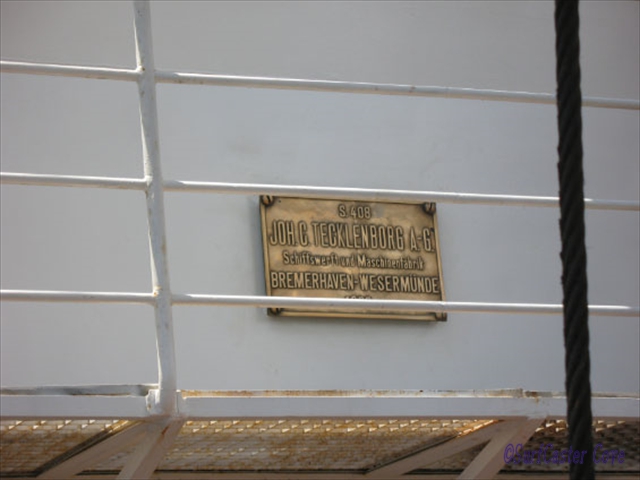 S.408
JOH. C. TECKLENBORG A-G.
Schiffswerft und Maschinenfabrik
BREMERHAVEN-WESERMÜNDE